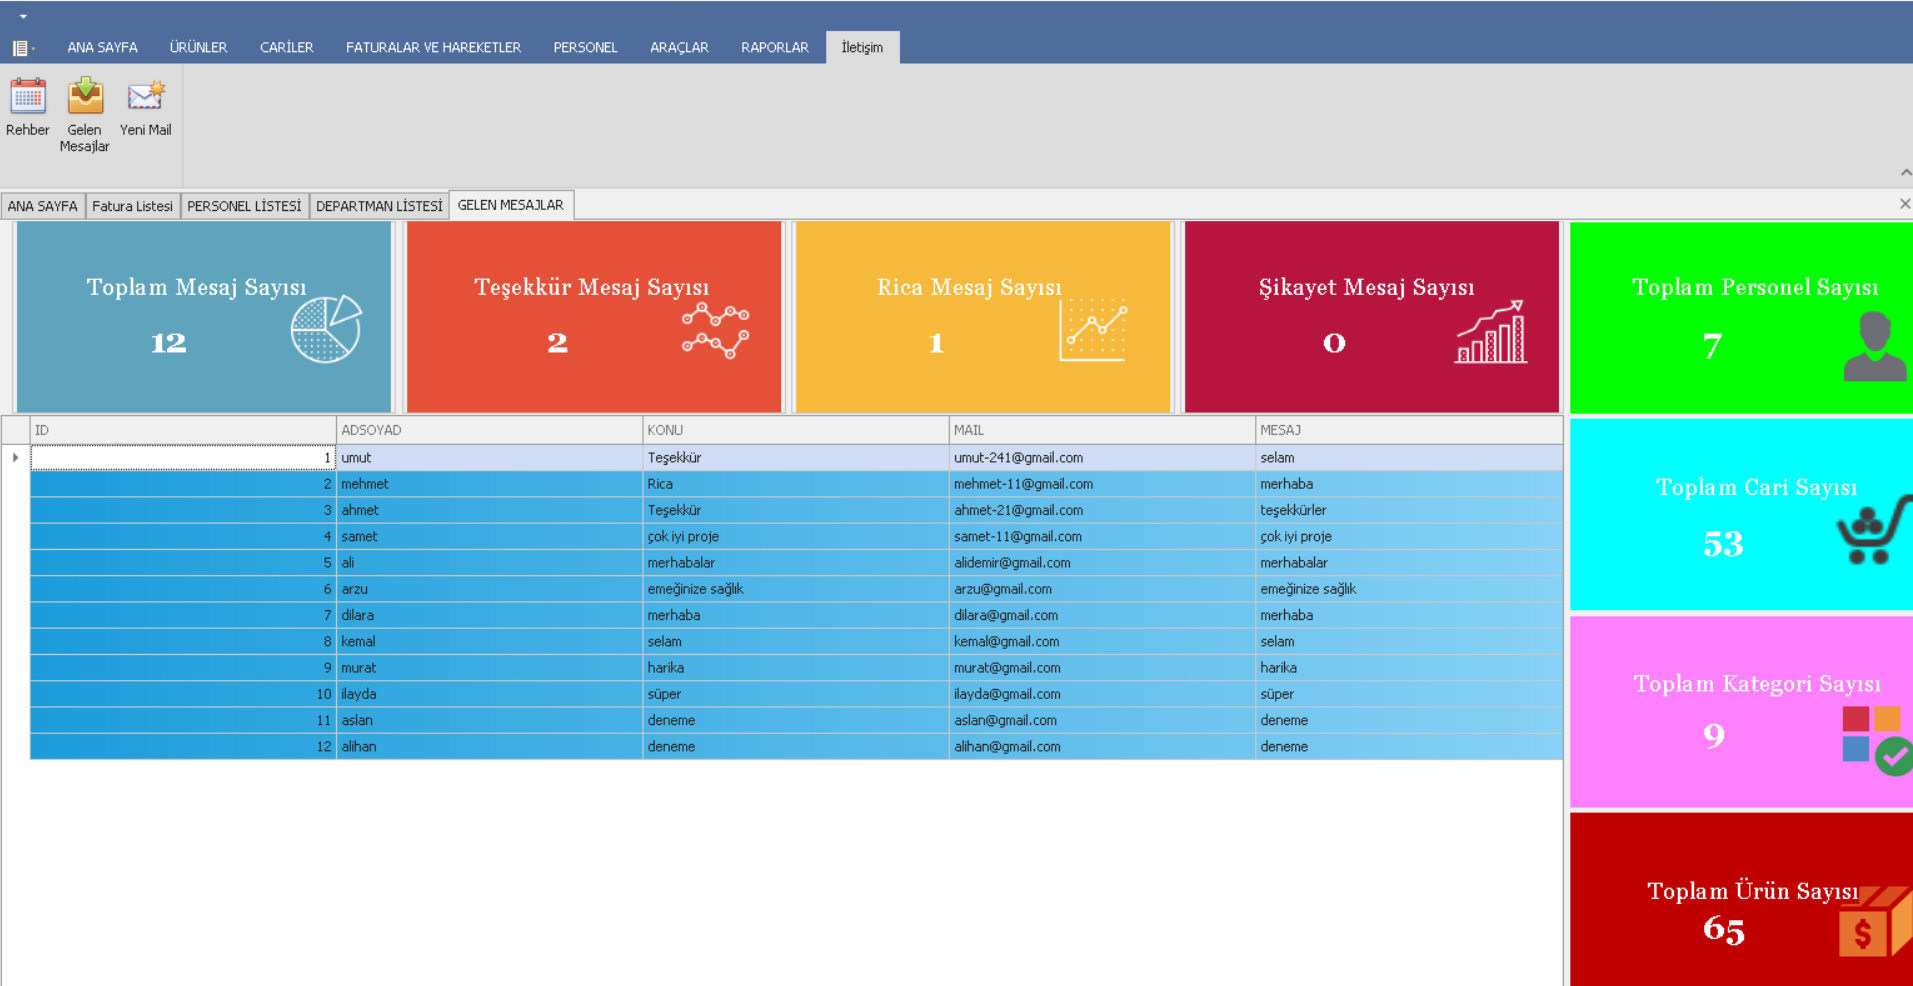 ANA SAYFA ÜRÜNLER CARİLER FATURALAR VE HAREKETLER PERSONEL ARAÇLAR RAPORLAR İletişim
Rehber Gelen Mesajlar Yeni Mail
ANA SAYFA Fatura Listesi PERSONEL LİSTESİ DEPARTMAN LİSTESİ GELEN MESAJLAR
Toplam Mesaj Sayısı
12
Teşekkür Mesaj Sayısı
2
Rica Mesaj Sayısı
1
Şikayet Mesaj Sayısı
0
Toplam Personel Sayısı
7
ID ADSOYAD KONU MAIL MESAJ
1 umut Teşekkür umut-241@gmail.com selam
2 mehmet Rica mehmet-11@gmail.com merhaba
3 ahmet Teşekkür ahmet-21@gmail.com teşekkürler
4 samet çok iyi proje samet-11@gmail.com çok iyi proje
5 ali merhabalar alidemir@gmail.com merhabalar
6 arzu emeğinize sağlık arzu@gmail.com emeğinize sağlık
7 dilara merhaba dilara@gmail.com merhaba
8 kemal selam kemal@gmail.com selam
9 murat harika murat@gmail.com harika
10 ilayda süper ilayda@gmail.com süper
11 aslan deneme aslan@gmail.com deneme
12 alihan deneme alihan@gmail.com deneme
Toplam Cari Sayısı
53
Toplam Kategori Sayısı
9
Toplam Ürün Sayısı
65
$